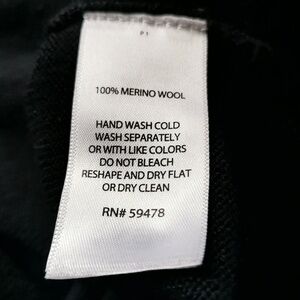 P1
100% MERINO WOOL
HAND WASH COLD
WASH SEPARATELY
OR WITH LIKE COLORS
DO NOT BLEACH
RESHAPE AND DRY FLAT
OR DRY CLEAN
RN# 59478